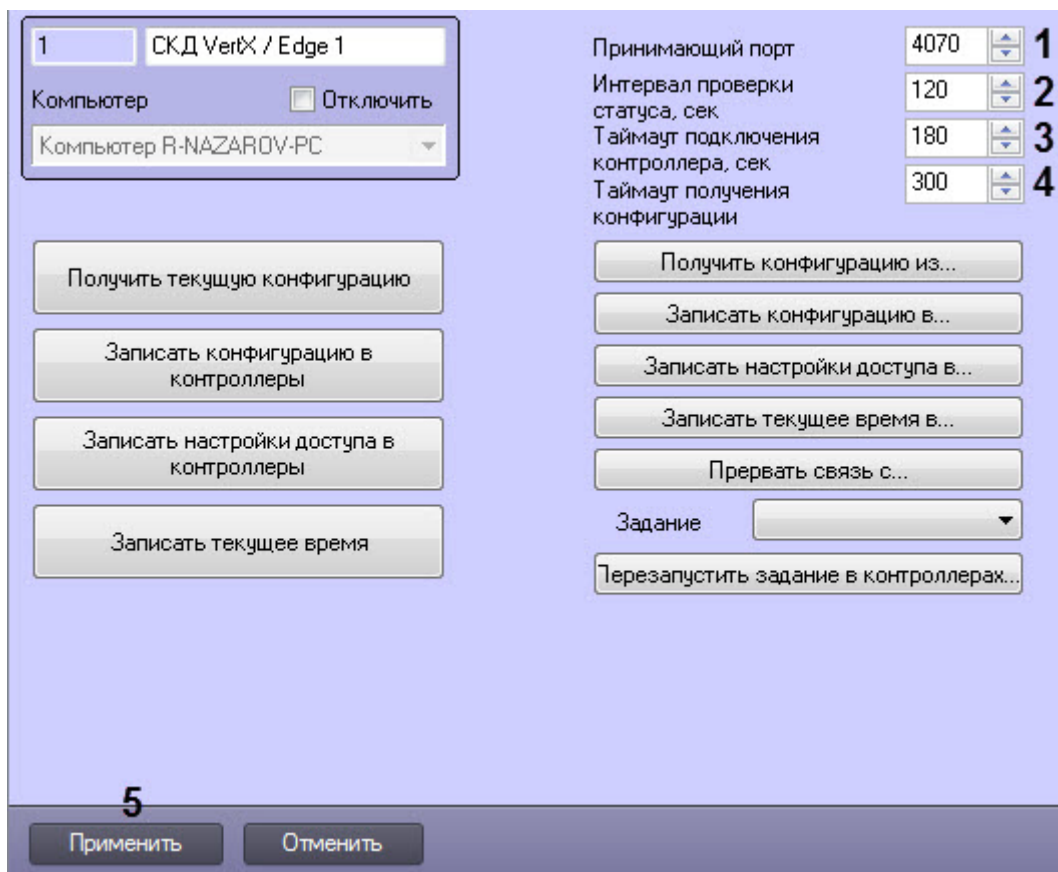 1
СКД VertX / Edge 1
Компьютер
Отключить
Компьютер R-NAZAROV-PC
Принимающий порт
4070
1
Интервал проверки
статуса, сек
120
2
Таймаут подключения
контроллера, сек
180
3
Таймаут получения
конфигурации
300
4
Получить текущую конфигурацию
Записать конфигурацию в
контроллеры
Записать настройки доступа в
контроллеры
Записать текущее время
Получить конфигурацию из...
Записать конфигурацию в...
Записать настройки доступа в...
Записать текущее время в...
Прервать связь с...
Задание
Перезапустить задание в контроллерах...
5
Применить
Отменить